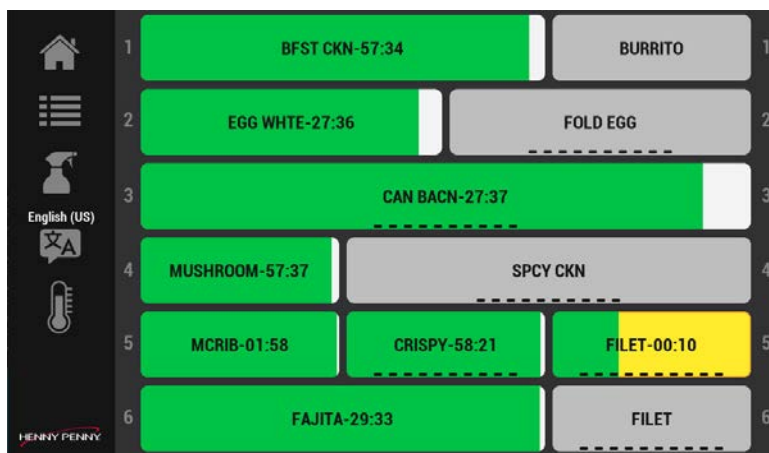 1 BFST CKN-57:34 BURRITO 1
2 EGG WHTE-27:36 FOLD EGG 2
3 CAN BACN-27:37 3
English (US)
文A
4 MUSHROOM-57:37 SPCY CKN 4
5 MCRIB-01:58 CRISPY-58:21 FILET-00:10 5
6 FAJITA-29:33 FILET 6
HENNY PENNY